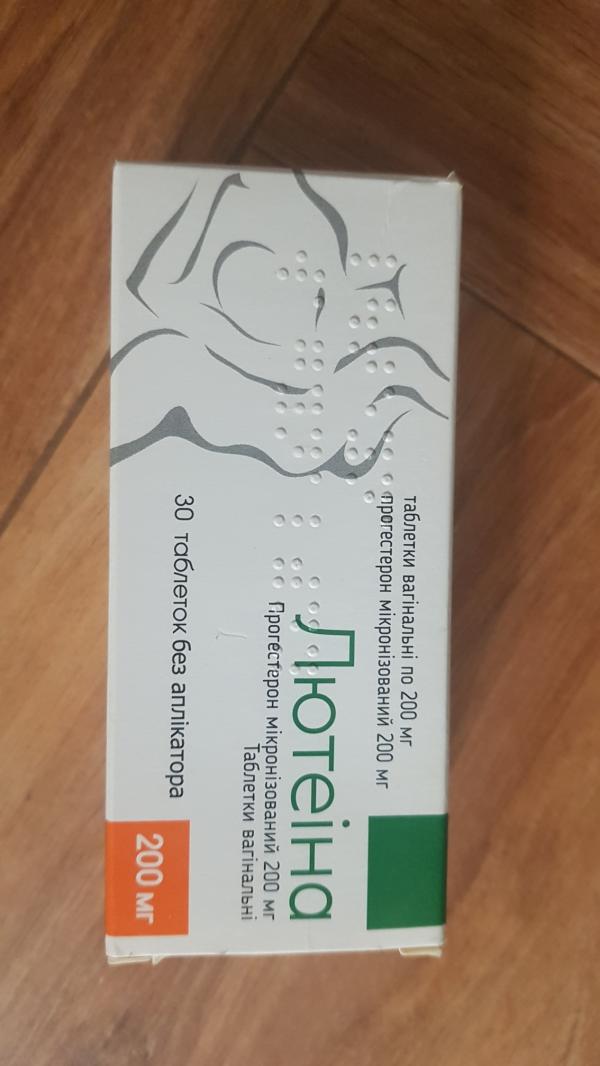 таблетки вагінальні по 200 мг
прогестерон мікронізований 200 мг
Лютеїна
Прогестерон мікронізований 200 мг
Таблетки вагінальні
30 таблеток без аплікатора
200 мг